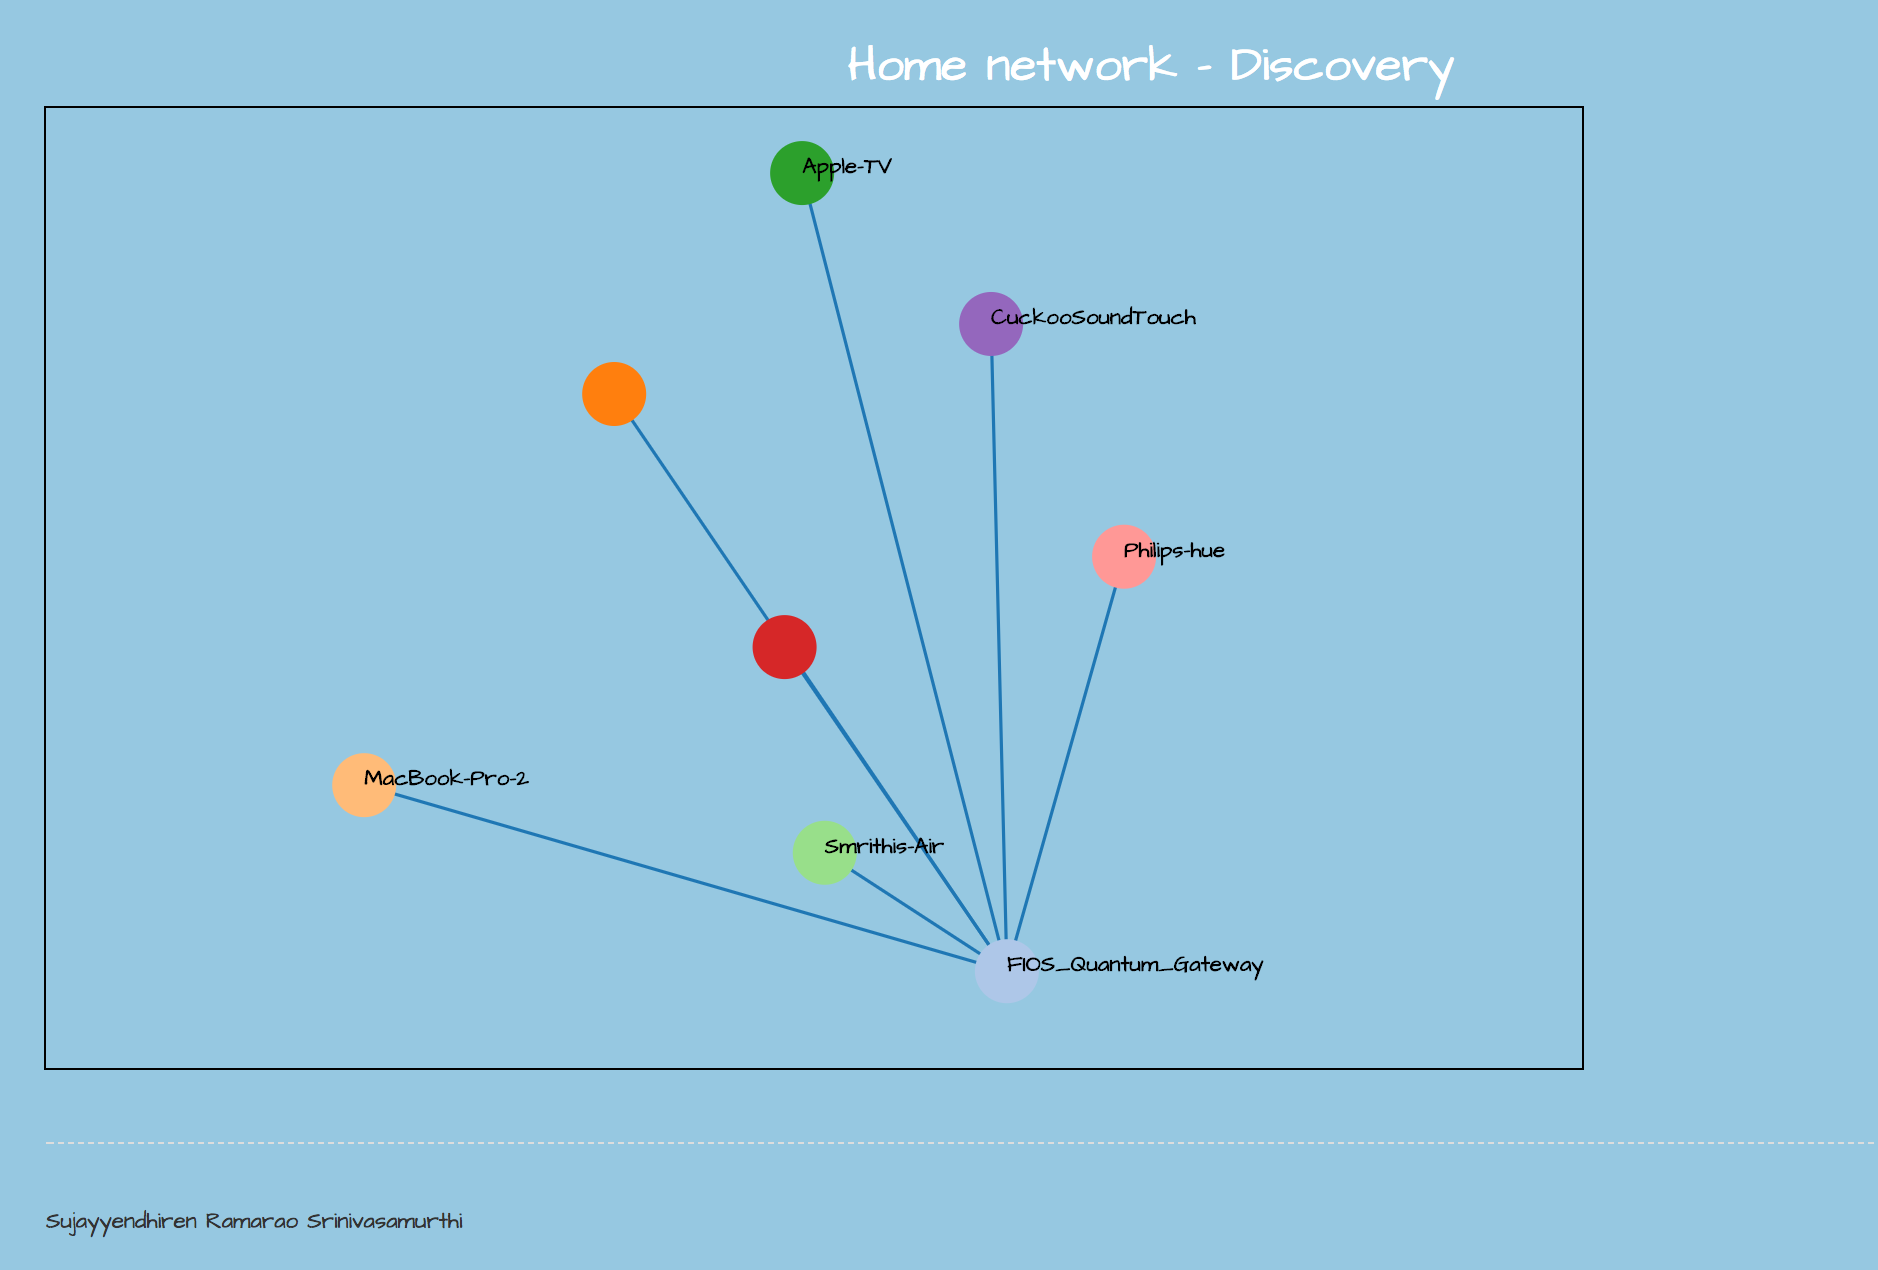 Home network - Discovery
Apple-TV
CuckooSoundTouch
Philips-hue
MacBook-Pro-2
Smrithis-Air
FIOS_Quantum_Gateway
Sujayyendhiren Ramarao Srinivasamurthi